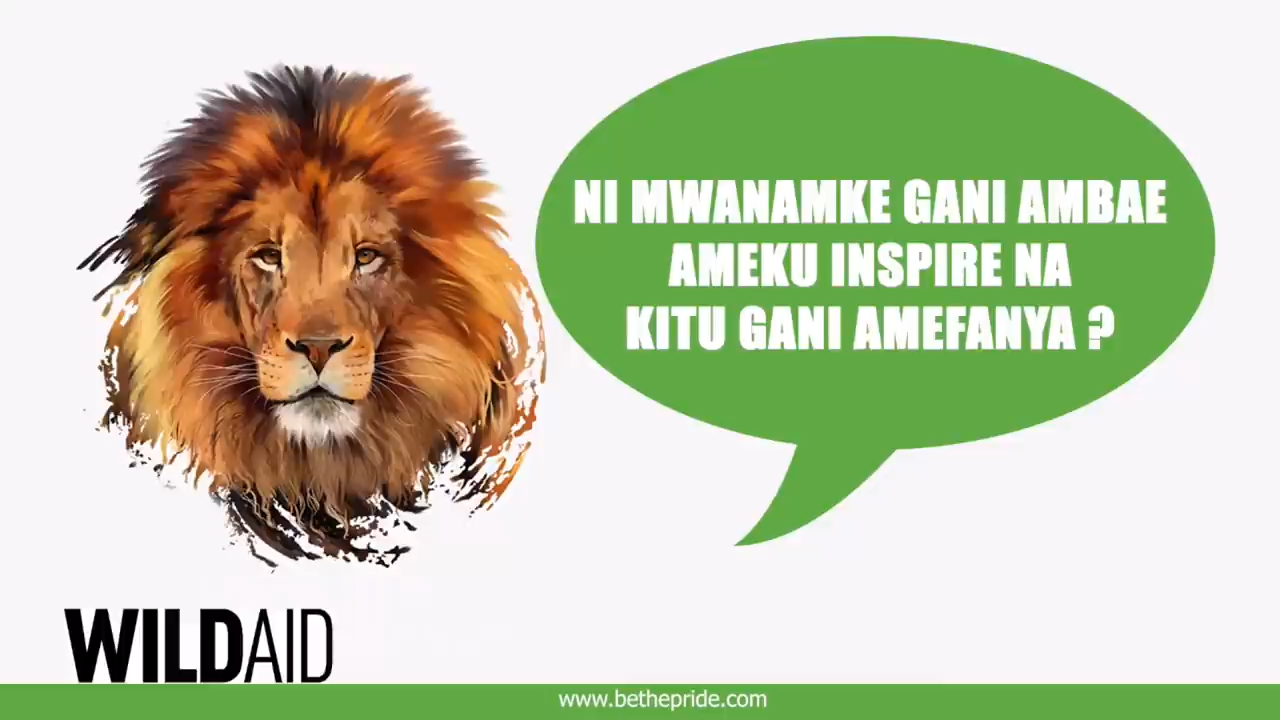 NI MWANAMKE GANI AMBAE
AMEKU INSPIRE NA
KITU GANI AMEFANYA ?
WILDAID
www.bethepride.com